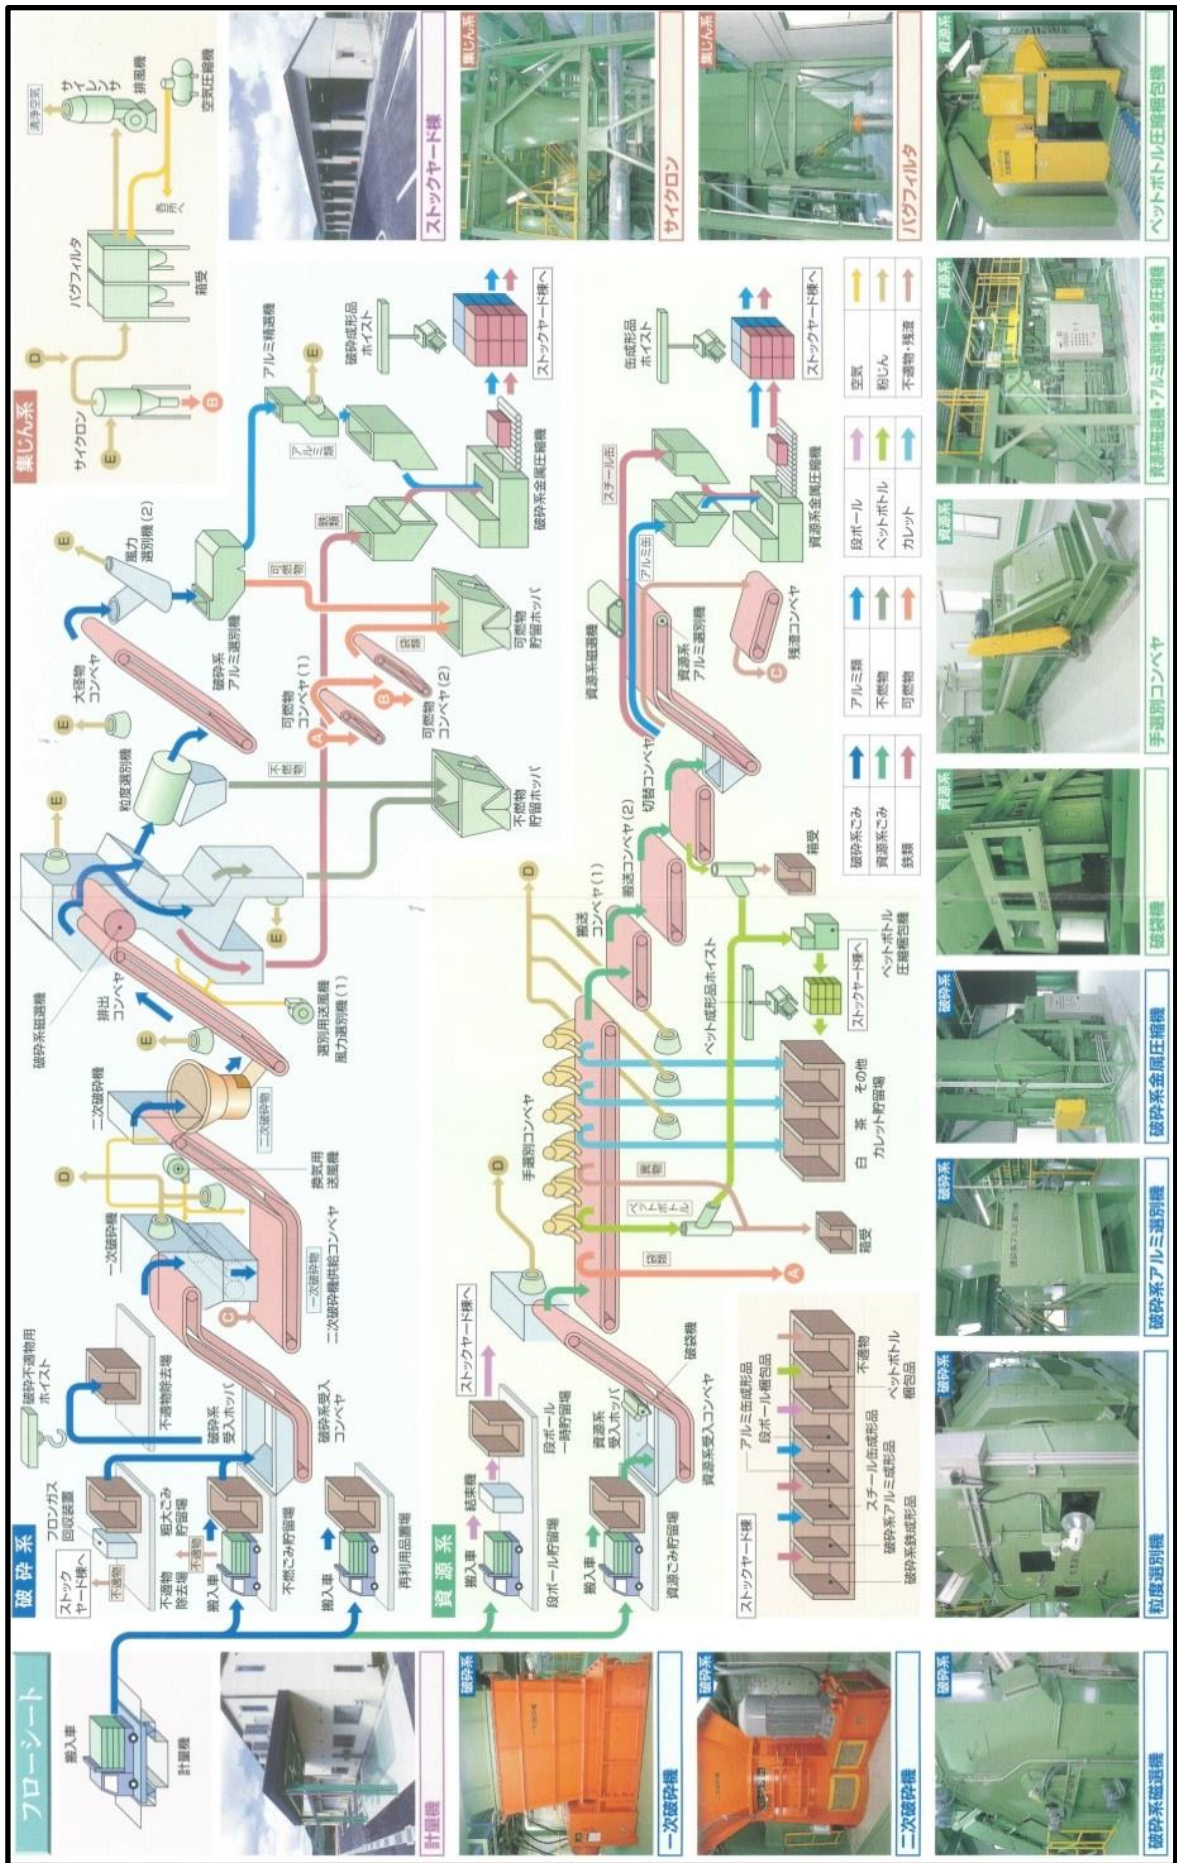 フローシート
搬入車
計量機
計量機
破砕系
フロンガス
回収装置
ストック
ヤード棟へ
不適物
粗大ごみ
貯留場
不適物
除去場
不適物
搬入車
不燃ごみ貯留場
搬入車
再利用品置場
破砕不適物用
ホイスト
不適物除去場
破砕系
受入ホッパ
破砕系受入
コンベヤ
一次破砕機
C
一次破砕物
二次破砕機供給コンベヤ
換気用
送風機
D
二次破砕機
二次破砕物
E
排出
コンベヤ
破砕系磁選機
選別用送風機
風力選別機(1)
E
E
粒度選別機
不燃物
不燃物
貯留ホッパ
E
大径物
コンベヤ
E
風力
選別機(2)
破砕系
アルミ選別機
可燃物
可燃物
コンベヤ(1)
A
B
可燃物
コンベヤ(2)
袋類
可燃物
貯留ホッパ
鉄類
アルミ精選機
E
アルミ類
破砕系金属圧縮機
破砕成形品
ホイスト
ストックヤード棟へ
集じん系
E
サイクロン
B
D
バグフィルタ
箱受
各所へ
清浄空気
サイレンサ
排風機
空気圧縮機
資源系
搬入車
段ボール貯留場
結束機
段ボール
一時貯留場
ストックヤード棟へ
搬入車
資源ごみ貯留場
資源系
受入ホッパ
破袋機
資源系受入コンベヤ
D
手選別コンベヤ
袋類
A
ペットボトル
異物
箱受
白 茶 その他
カレット貯留場
D
ペット成形品ホイスト
ストックヤード棟へ
ペットボトル
圧縮梱包機
搬送
コンベヤ(1)
搬送コンベヤ(2)
切替コンベヤ
箱受
資源系磁選機
資源系
アルミ選別機
残渣コンベヤ
C
アルミ缶
スチール缶
資源系金属圧縮機
缶成形品
ホイスト
ストックヤード棟へ
ストックヤード棟
破砕系鉄成形品
破砕系アルミ成形品
スチール缶成形品
アルミ缶成形品
段ボール梱包品
ペットボトル
梱包品
不適物
破砕系ごみ
アルミ類
段ボール
空気
資源系ごみ
不燃物
ペットボトル
粉じん
鉄類
可燃物
カレット
不適物・残渣
ストックヤード棟
集じん系
サイクロン
集じん系
バグフィルタ
破砕系
一次破砕機
破砕系
二次破砕機
破砕系
破砕系磁選機
破砕系
粒度選別機
破砕系
破砕系アルミ選別機
破砕系
破砕系金属圧縮機
資源系
破袋機
資源系
手選別コンベヤ
資源系
資源系磁選機・アルミ選別機・金属圧縮機
資源系
ペットボトル圧縮梱包機